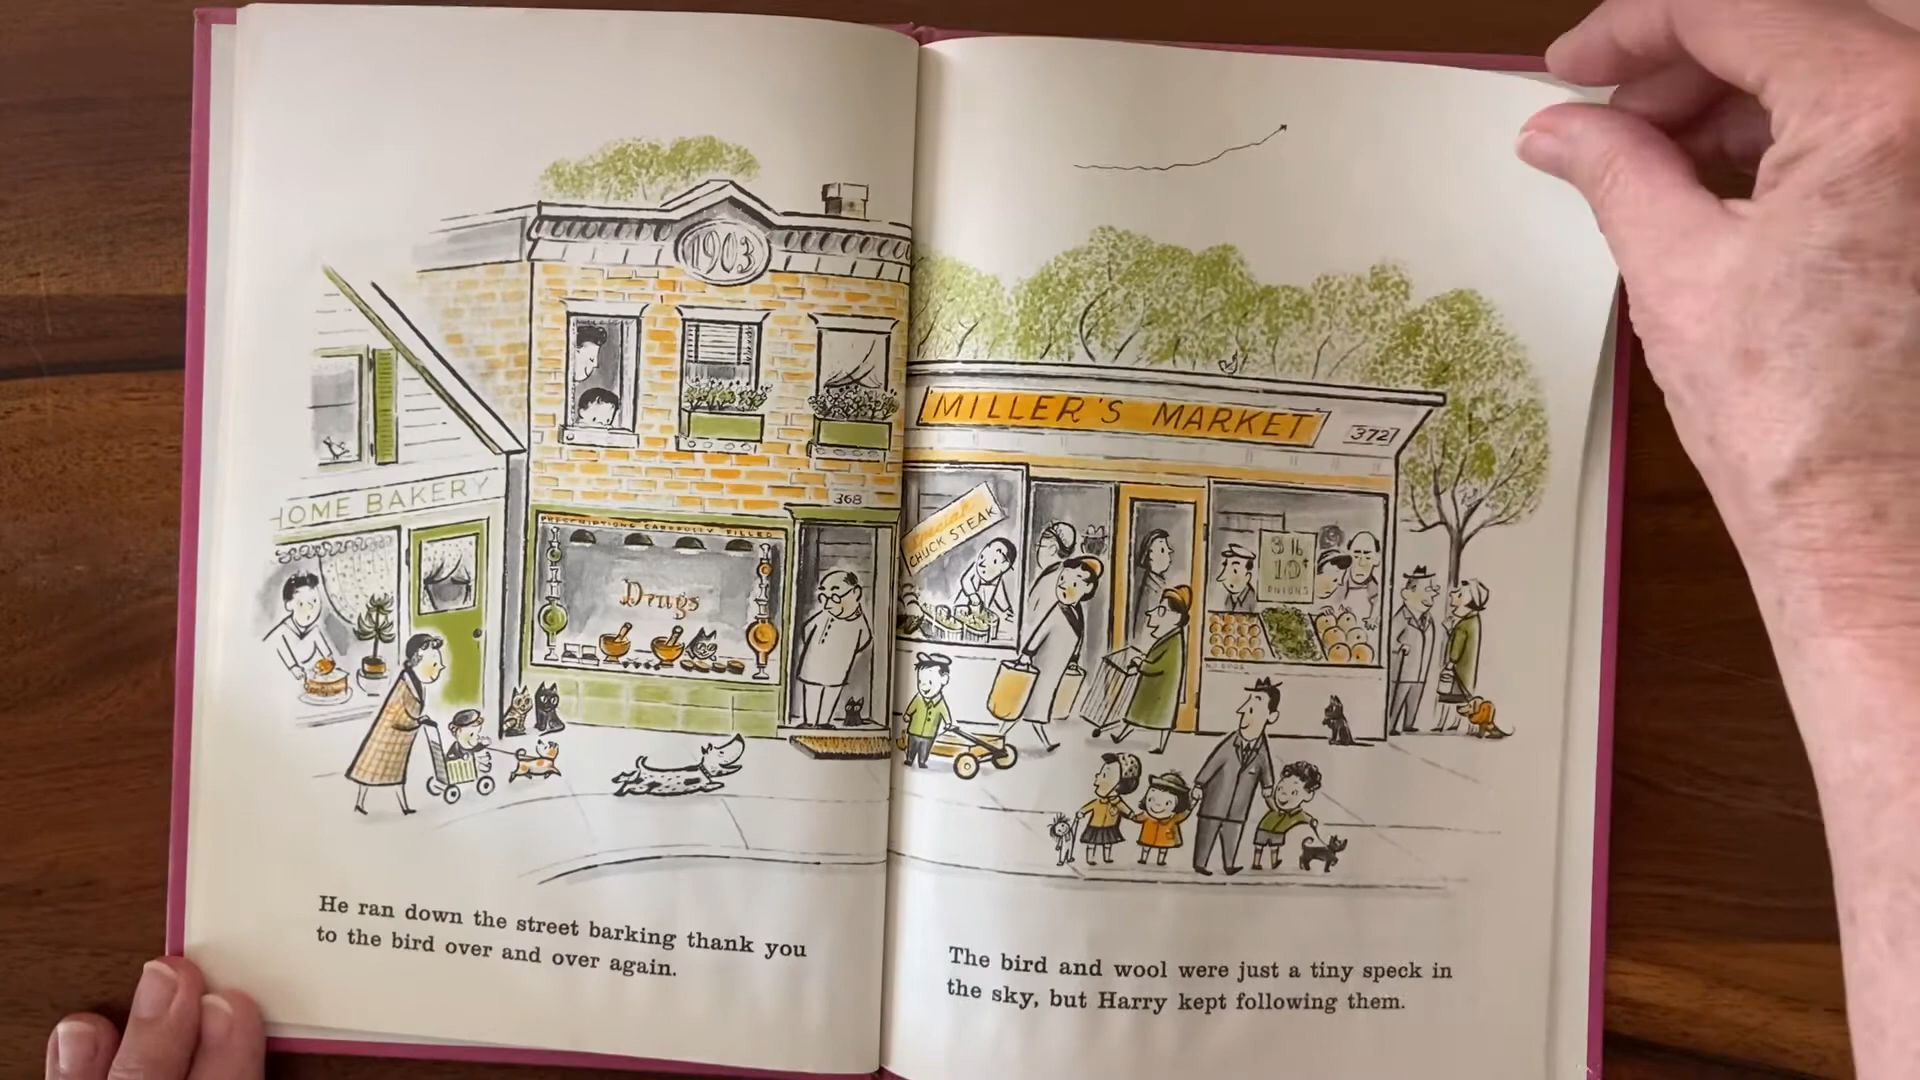 1903
HOME BAKERY
368
PRESCRIPTIONS CAREFULLY FILLED
Drugs
He ran down the street barking thank you
to the bird over and over again.
MILLER'S MARKET
372
Special
CHUCK STEAK
3 lb
10¢
ONIONS
The bird and wool were just a tiny speck in
the sky, but Harry kept following them.